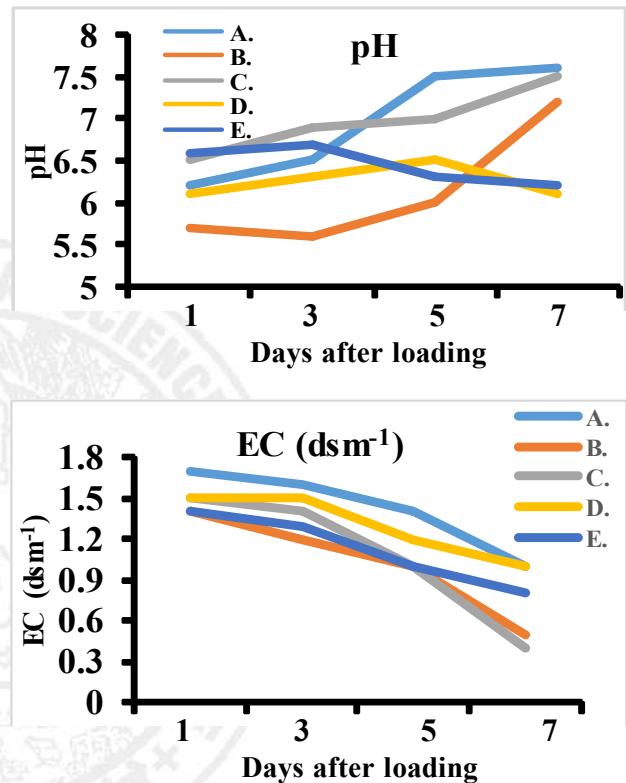 pH
A.
B.
C.
D.
E.
8
7.5
7
6.5
6
5.5
5
pH
1 3 5 7
Days after loading
SCIENCE
EC (dsm⁻¹)
A.
B.
C.
D.
E.
1.8
1.5
1.2
0.9
0.6
0.3
0
EC (dsm⁻¹)
1 3 5 7
Days after loading